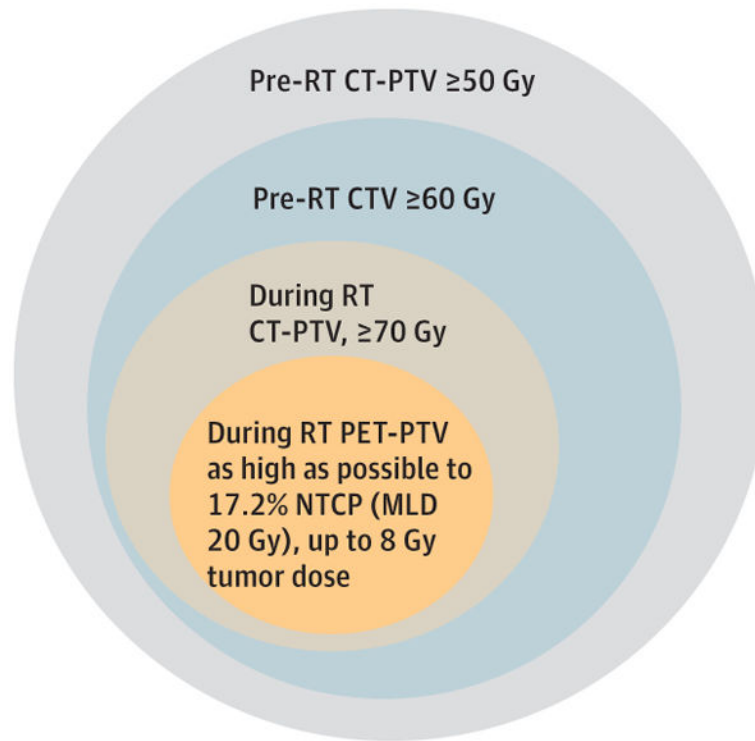 Pre-RT CT-PTV ≥50 Gy
Pre-RT CTV ≥60 Gy
During RT
CT-PTV, ≥70 Gy
During RT PET-PTV
as high as possible to
17.2% NTCP (MLD
20 Gy), up to 8 Gy
tumor dose